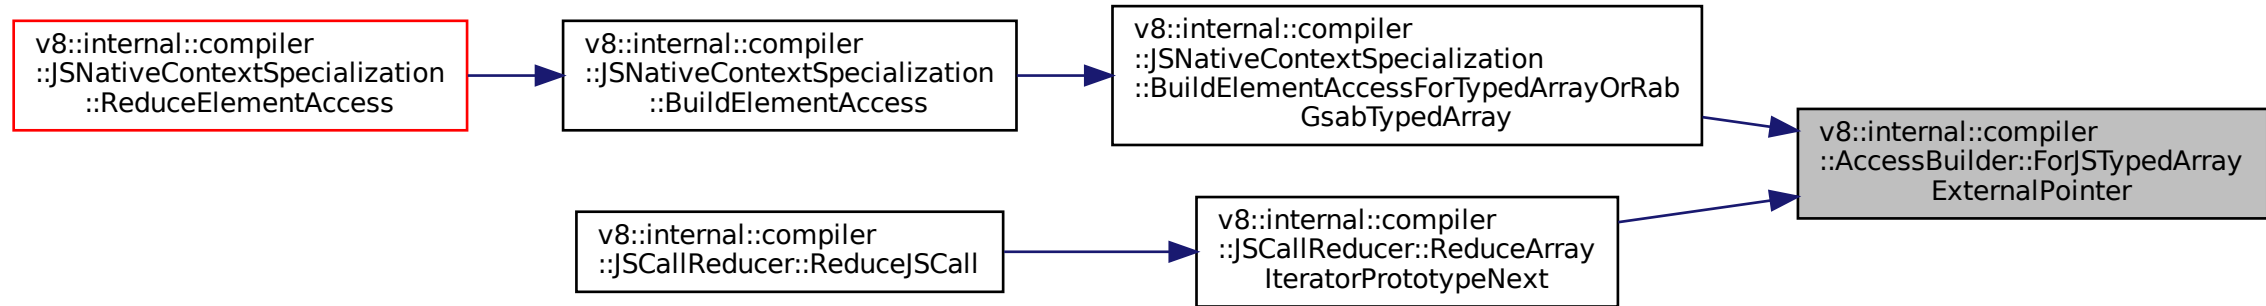 v8::internal::compiler
::JSNativeContextSpecialization
::ReduceElementAccess
v8::internal::compiler
::JSNativeContextSpecialization
::BuildElementAccess
v8::internal::compiler
::JSNativeContextSpecialization
::BuildElementAccessForTypedArrayOrRab
GsabTypedArray
v8::internal::compiler
::AccessBuilder::ForJSTypedArray
ExternalPointer
v8::internal::compiler
::JSCallReducer::ReduceJSCall
v8::internal::compiler
::JSCallReducer::ReduceArray
IteratorPrototypeNext